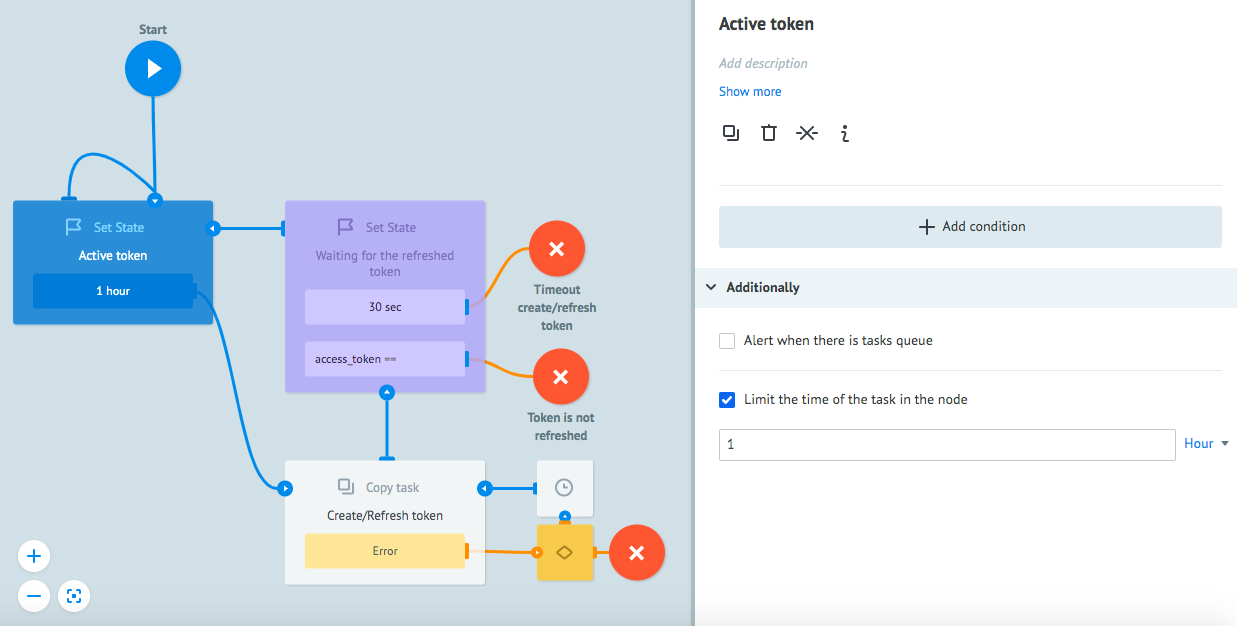 Start
Set State
Active token
1 hour
Set State
Waiting for the refreshed
token
30 sec
access_token ==
Timeout
create/refresh
token
Token is not
refreshed
Copy task
Create/Refresh token
Error
Active token
Add description
Show more
Add condition
Additionally
Alert when there is tasks queue
Limit the time of the task in the node
1
Hour